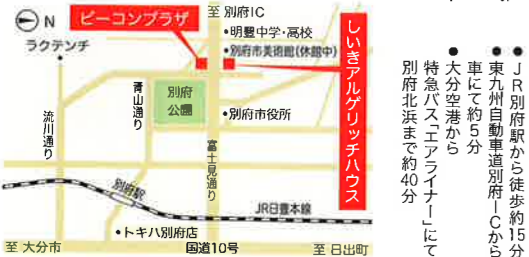 N
ビーコンプラザ
至 別府IC
ラクテンチ
•明豊中学・高校
•別府市美術館(休館中)
しいきアルゲリッチハウス
別府
公園
青山通り
•別府市役所
流川通り
富士見通り
別府駅
JR日豊本線
•トキハ別府店
至 大分市
国道10号
至 日出町
●JR別府駅から徒歩約15分
●東九州自動車道別府ICから
車にて約5分
●大分空港から
特急バス「エアライナー」にて
別府北浜まで約40分